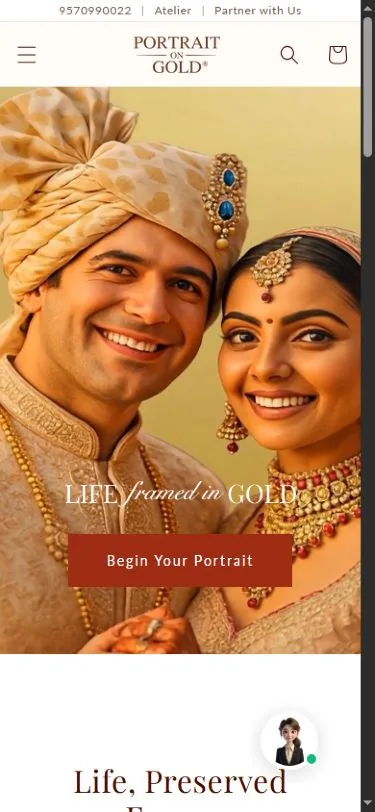 9570990022 | Atelier | Partner with Us
PORTRAIT
ON
GOLD®
LIFE framed in GOLD
Begin Your Portrait
Life, Preserved